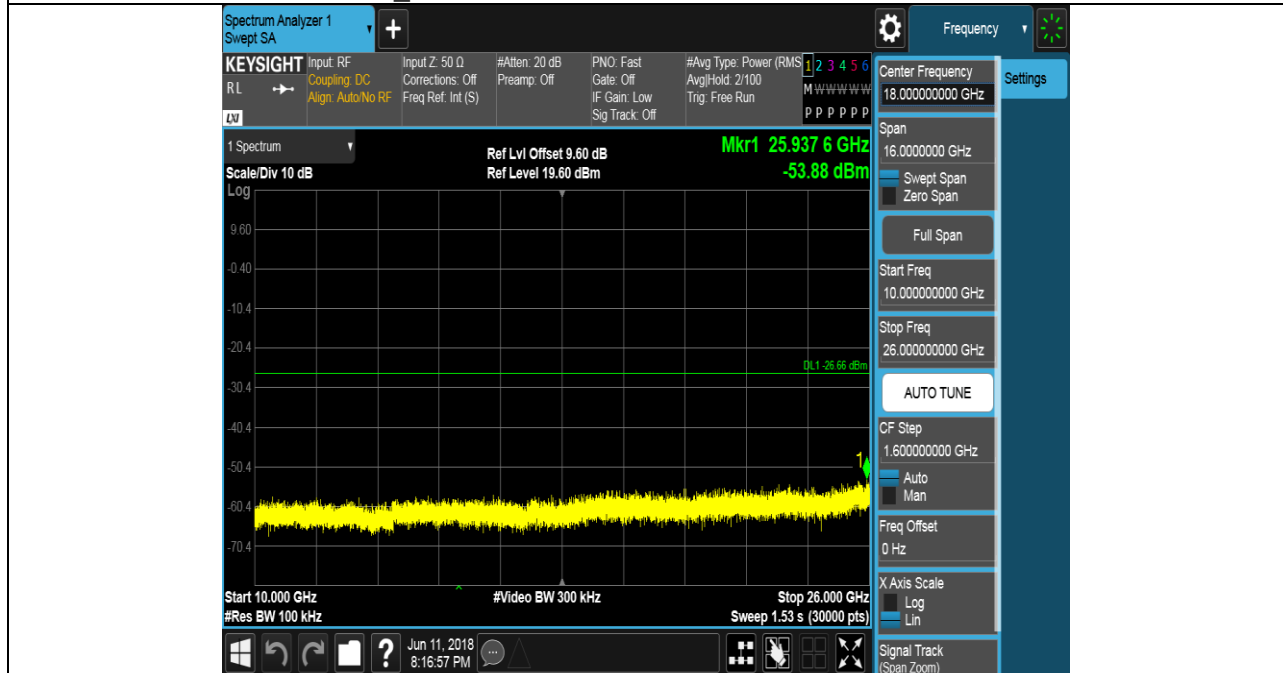 Spectrum Analyzer 1
Swept SA
+
Frequency
KEYSIGHT
RL
LXI
Input: RF
Coupling: DC
Align: Auto/No RF
Input Z: 50 Ω
Corrections: Off
Freq Ref: Int (S)
#Atten: 20 dB
Preamp: Off
PNO: Fast
Gate: Off
IF Gain: Low
Sig Track: Off
#Avg Type: Power (RMS
Avg|Hold: 2/100
Trig: Free Run
1 2 3 4 5 6
M W W W W W
P P P P P P
1 Spectrum
Scale/Div 10 dB
Ref Lvl Offset 9.60 dB
Ref Level 19.60 dBm
Mkr1 25.937 6 GHz
-53.88 dBm
Log
9.60
-0.40
-10.4
-20.4
DL1 -26.66 dBm
-30.4
-40.4
-50.4
1
-60.4
-70.4
Start 10.000 GHz
#Video BW 300 kHz
Stop 26.000 GHz
#Res BW 100 kHz
Sweep 1.53 s (30000 pts)
?
Jun 11, 2018
8:16:57 PM
Center Frequency
18.000000000 GHz
Settings
Span
16.0000000 GHz
Swept Span
Zero Span
Full Span
Start Freq
10.000000000 GHz
Stop Freq
26.000000000 GHz
AUTO TUNE
CF Step
1.600000000 GHz
Auto
Man
Freq Offset
0 Hz
X Axis Scale
Log
Lin
Signal Track
(Span Zoom)